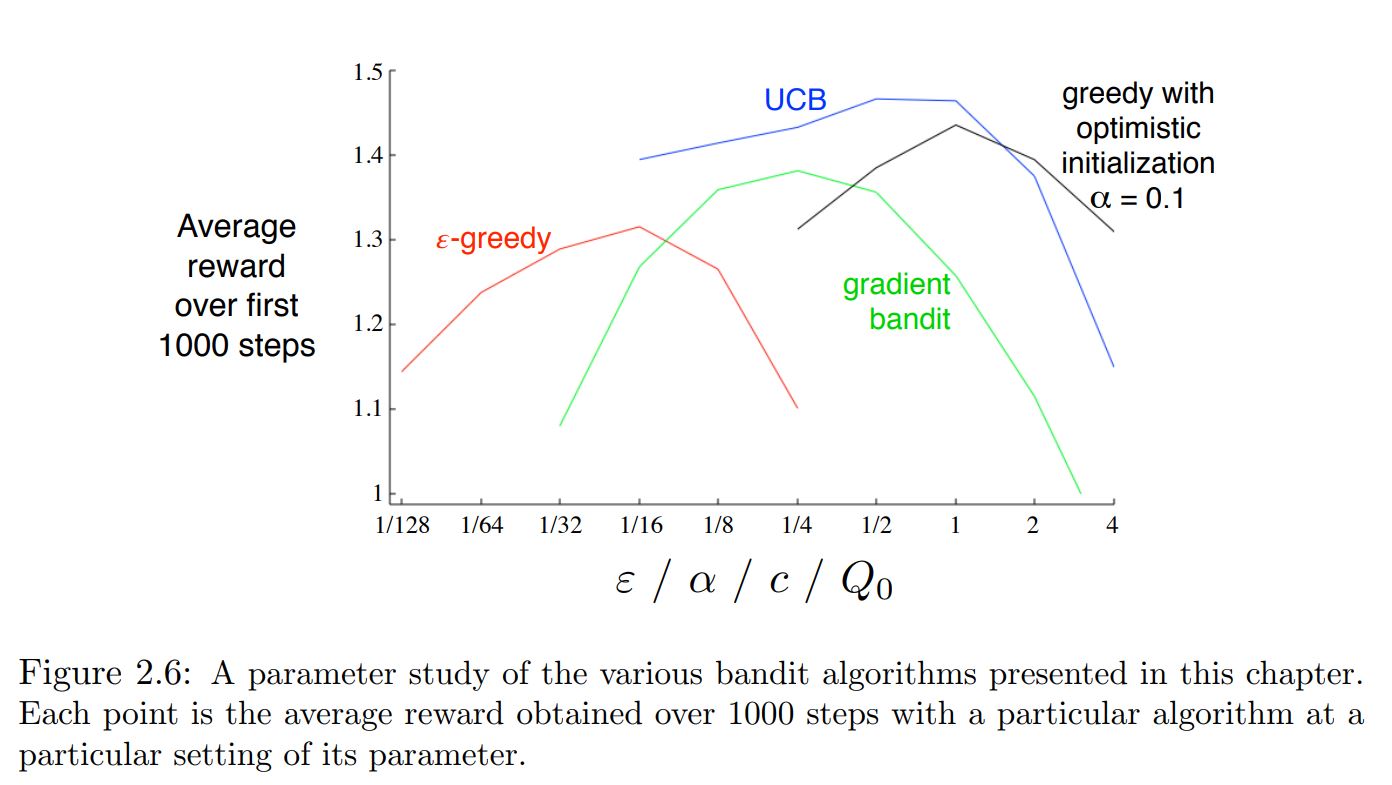 1.5
1.4
1.3
1.2
1.1
1
Average
reward
over first
1000 steps
ε-greedy
UCB
gradient
bandit
greedy with
optimistic
initialization
α = 0.1
1/128 1/64 1/32 1/16 1/8 1/4 1/2 1 2 4
ε / α / c / Q₀
Figure 2.6: A parameter study of the various bandit algorithms presented in this chapter.
Each point is the average reward obtained over 1000 steps with a particular algorithm at a
particular setting of its parameter.